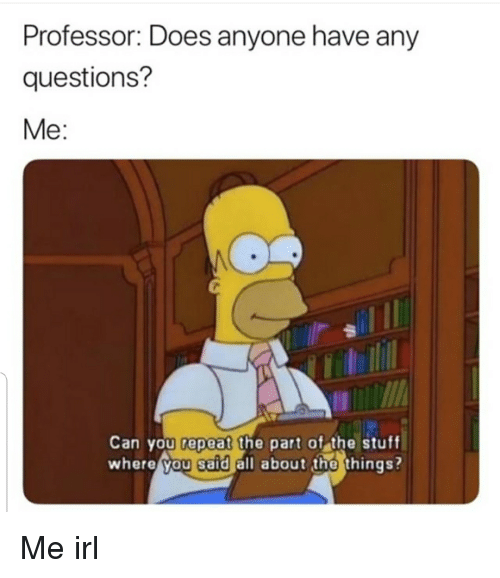 Professor: Does anyone have any
questions?
Me:
Can you repeat the part of the stuff
where you said all about the things?
Me irl